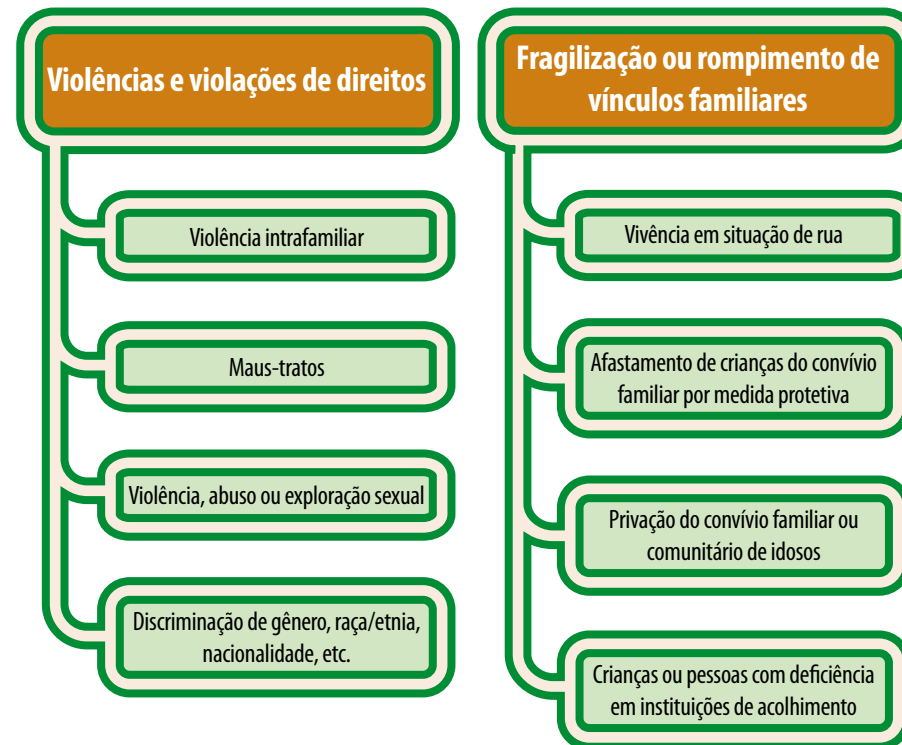 Violências e violações de direitos
Violência intrafamiliar
Maus-tratos
Violência, abuso ou exploração sexual
Discriminação de gênero, raça/etnia,
nacionalidade, etc.
Fragilização ou rompimento de
vínculos familiares
Vivência em situação de rua
Afastamento de crianças do convívio
familiar por medida protetiva
Privação do convívio familiar ou
comunitário de idosos
Crianças ou pessoas com deficiência
em instituições de acolhimento